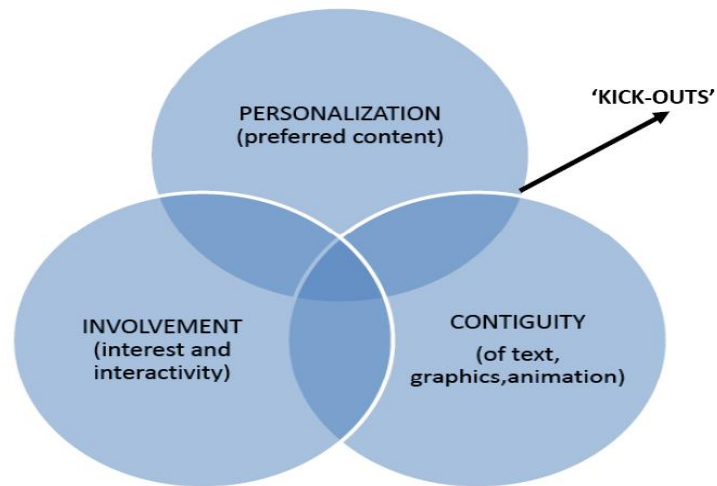 ‘KICK-OUTS’
PERSONALIZATION
(preferred content)
INVOLVEMENT
(interest and
interactivity)
CONTIGUITY
(of text,
graphics,animation)